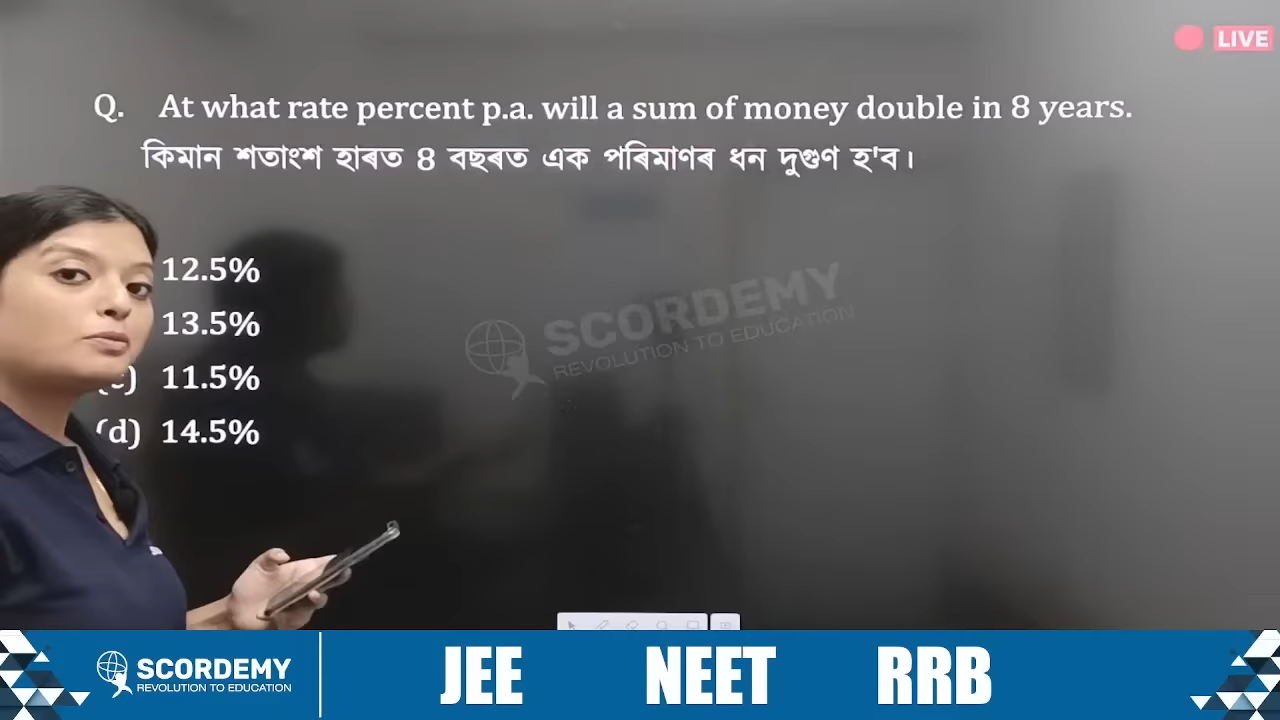 LIVE
Q. At what rate percent p.a. will a sum of money double in 8 years.
কিমান শতাংশ হাৰত 8 বছৰত এক পৰিমাণৰ ধন দুগুণ হ'ব।
12.5%
13.5%
(c) 11.5%
(d) 14.5%
SCORDEMY
REVOLUTION TO EDUCATION
SCORDEMY
REVOLUTION TO EDUCATION
JEE NEET RRB